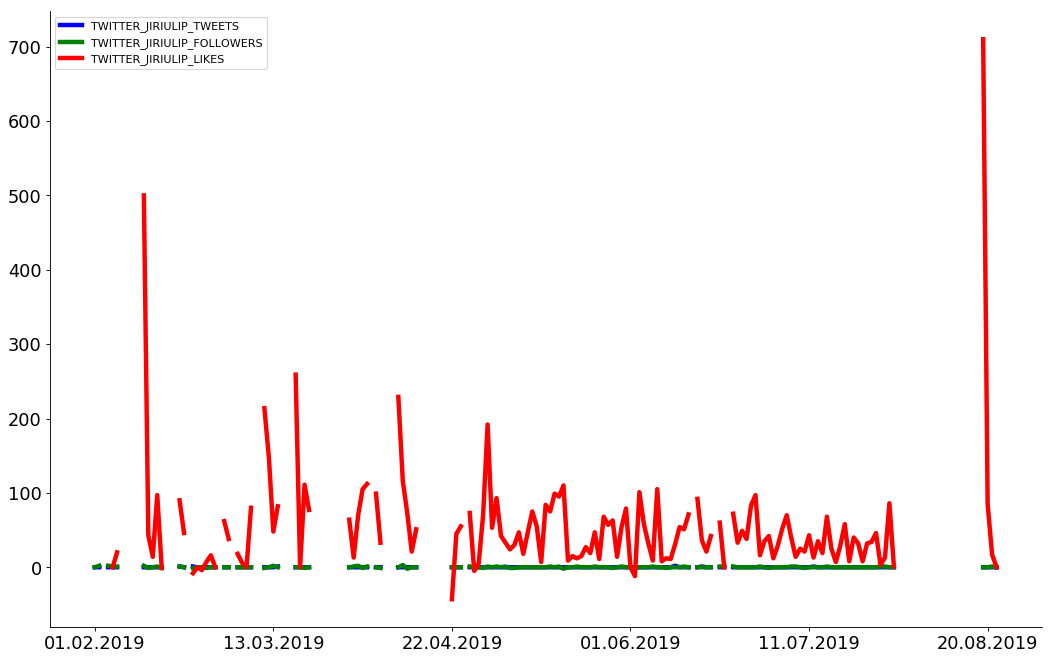 TWITTER_JIRIULIP_TWEETS
TWITTER_JIRIULIP_FOLLOWERS
TWITTER_JIRIULIP_LIKES
700
600
500
400
300
200
100
0
01.02.2019 13.03.2019 22.04.2019 01.06.2019 11.07.2019 20.08.2019